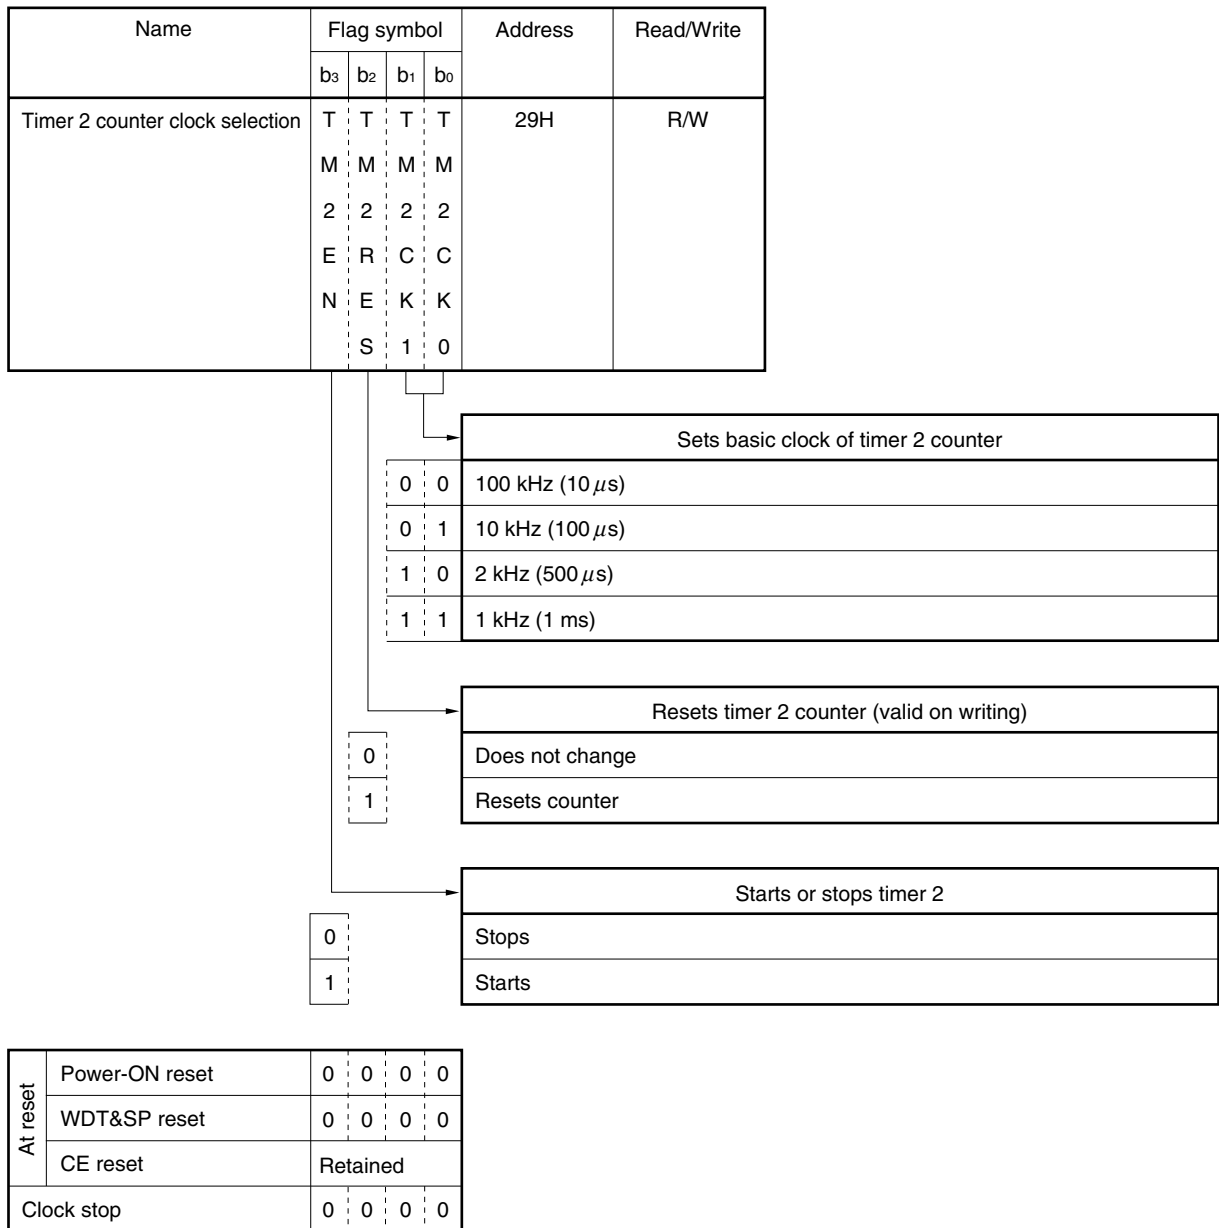 Name Flag symbol Address Read/Write
b3 b2 b1 b0
Timer 2 counter clock selection T T T T 29H R/W
M M M M
2 2 2 2
E R C C
N E K K
S 1 0
Sets basic clock of timer 2 counter
0 0 100 kHz (10 μs)
0 1 10 kHz (100 μs)
1 0 2 kHz (500 μs)
1 1 1 kHz (1 ms)
Resets timer 2 counter (valid on writing)
0 Does not change
1 Resets counter
Starts or stops timer 2
0 Stops
1 Starts
At reset
Power-ON reset 0 0 0 0
WDT&SP reset 0 0 0 0
CE reset Retained
Clock stop 0 0 0 0